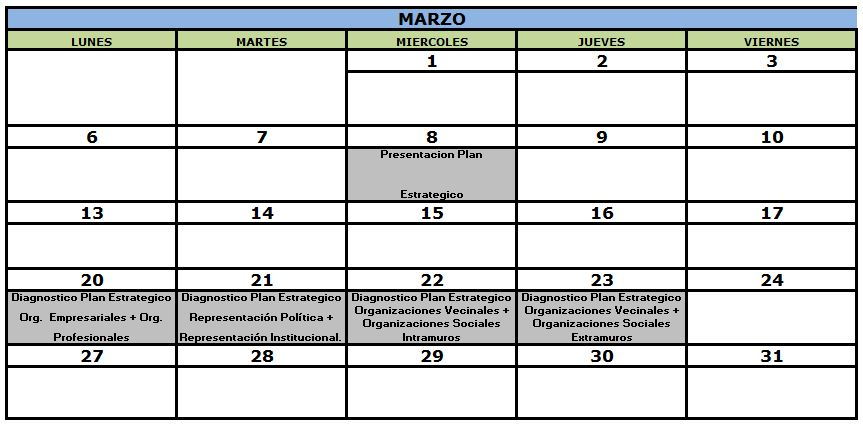 MARZO
LUNES MARTES MIERCOLES JUEVES VIERNES
1 2 3
6 7 8 9 10
Presentacion Plan
Estrategico
13 14 15 16 17
20 21 22 23 24
Diagnostico Plan Estrategico
Org. Empresariales + Org.
Profesionales
Diagnostico Plan Estrategico
Representación Política +
Representación Institucional.
Diagnostico Plan Estrategico
Organizaciones Vecinales +
Organizaciones Sociales
Intramuros
Diagnostico Plan Estrategico
Organizaciones Vecinales +
Organizaciones Sociales
Extramuros
27 28 29 30 31